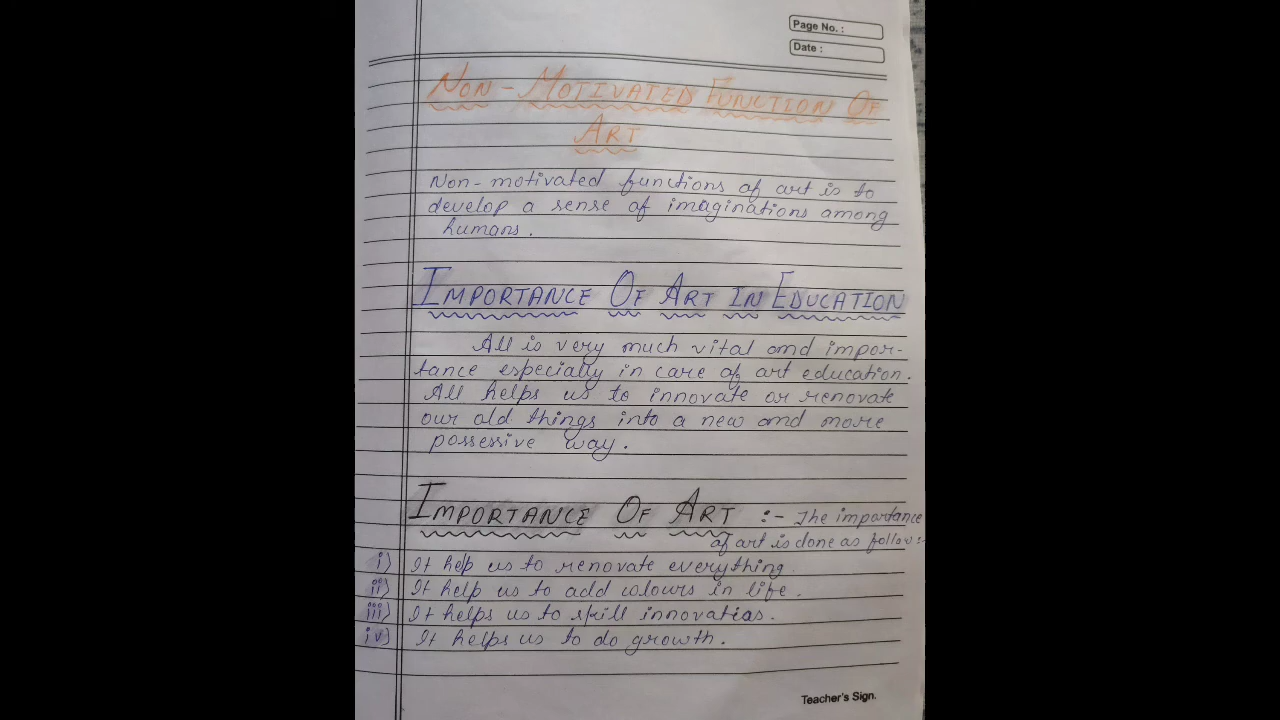 Page No. :
Date :
NON-MOTIVATED FUNCTION OF
ART
Non-motivated functions of art is to
develop a sense of imaginations among
humans.
IMPORTANCE OF ART IN EDUCATION
All is very much vital and impor-
tance especially in care of art education.
All helps us to innovate or renovate
our old things into a new and more
possessive way.
IMPORTANCE OF ART :- The importance
of art is done as follow:-
i) It help us to renovate everything
ii) It help us to add colours in life.
iii) It helps us to skill innovatias.
iv) It helps us to do growth.
Teacher's Sign.